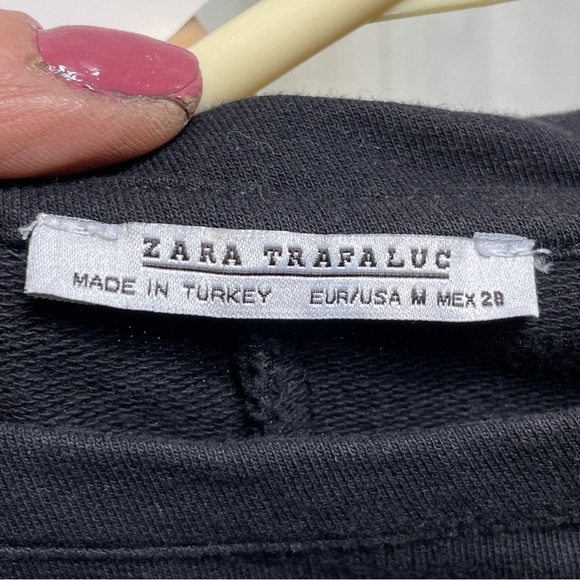 ZARA TRAFALUC
MADE IN TURKEY EUR/USA M MEX 28